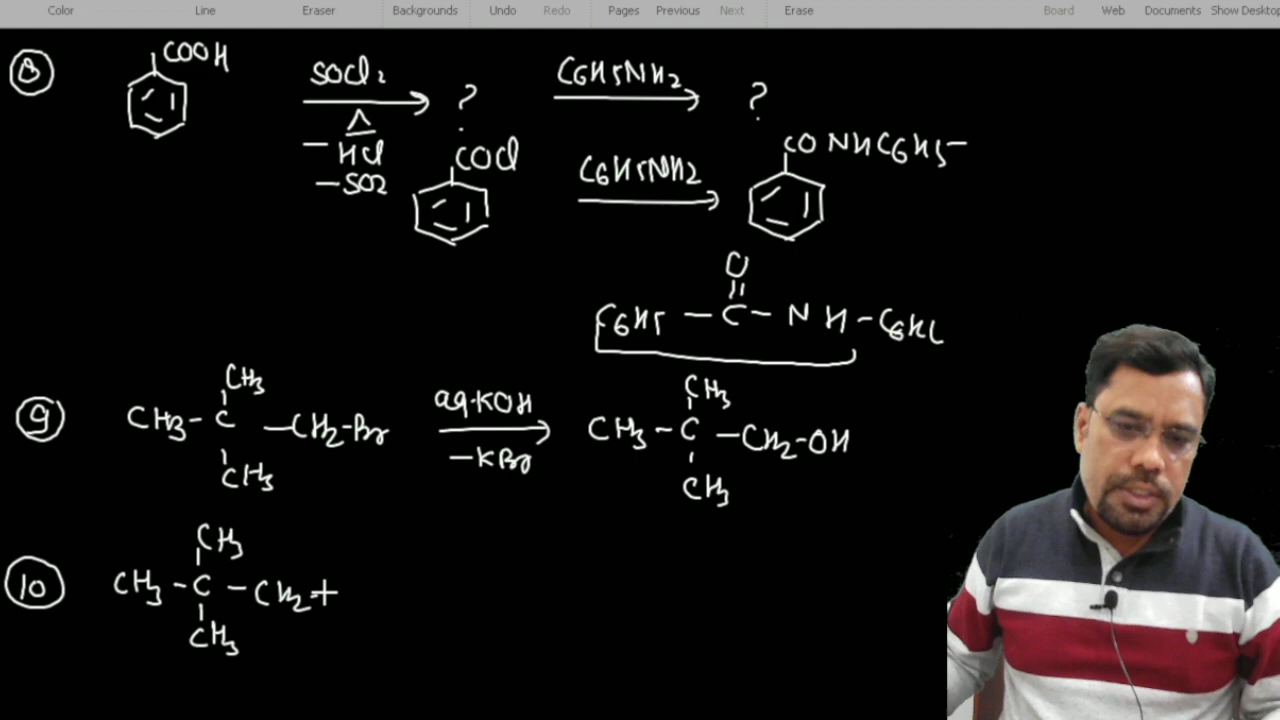 Color Line Eraser Backgrounds Undo Redo Pages Previous Next Erase Board Web Documents Show Desktop
8 COOH SOCl2 ? C6H5NH2 ?
Δ
-HCl
-SO2
COCl C6H5NH2 CO NHC6H5-
O
C6H5 - C - N H - C6H5
9 CH3- C -CH2-Br aq.KOH CH3 - C - CH2-OH
CH3 CH3
-KBr
CH3 CH3
10 CH3 - C - CH2+
CH3
CH3